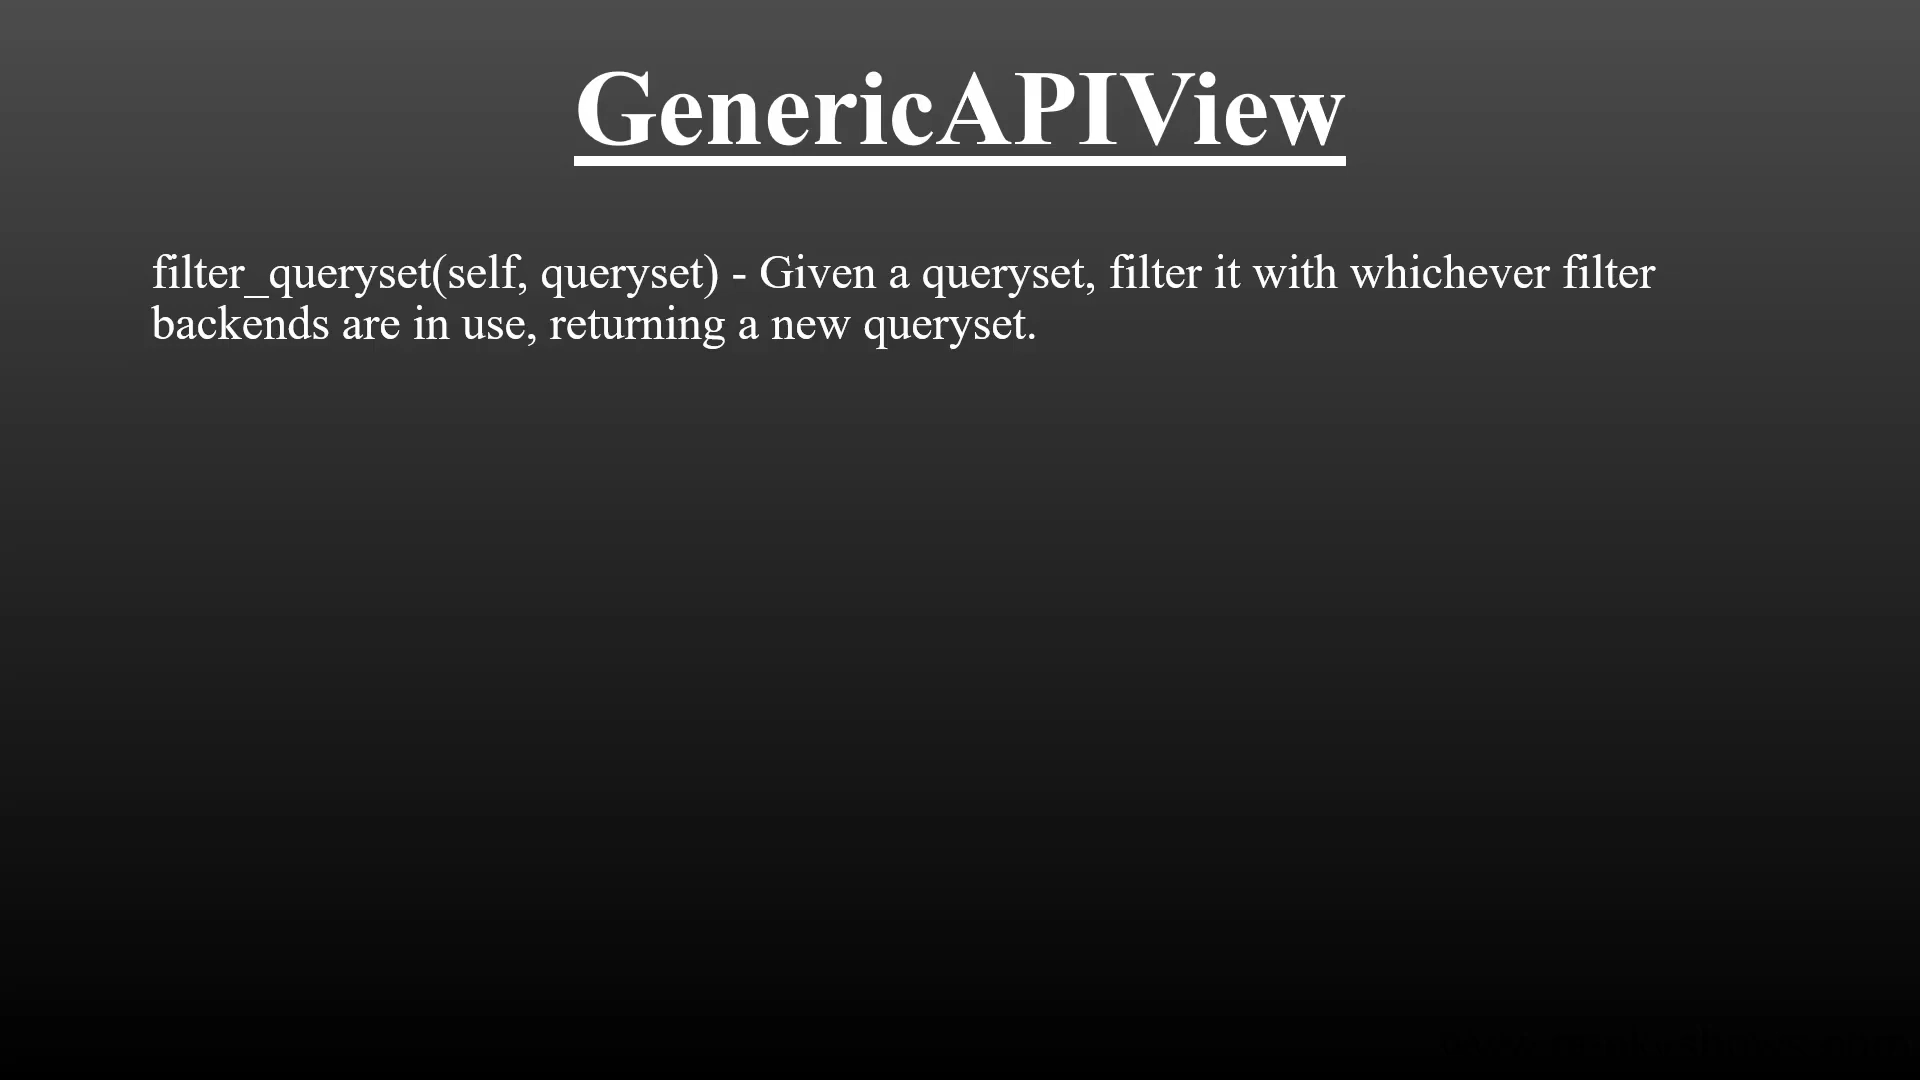 GenericAPIView
filter_queryset(self, queryset) - Given a queryset, filter it with whichever filter
backends are in use, returning a new queryset.